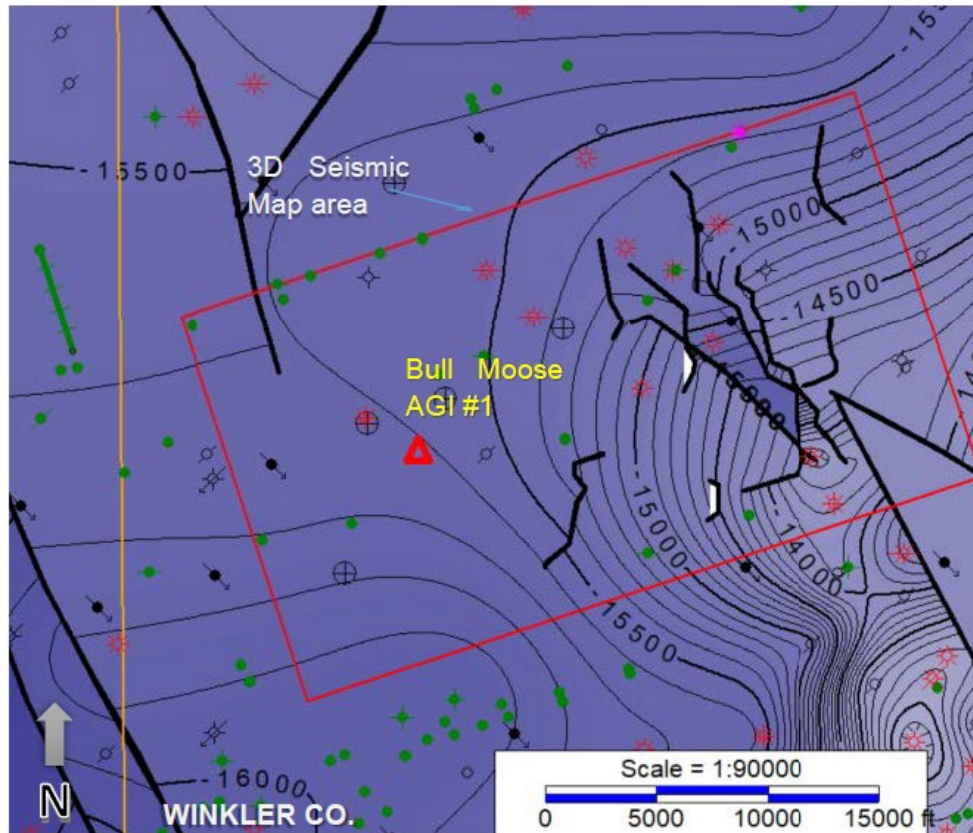 -15500
3D Seismic
Map area
-15000
-14500
Bull Moose
AGI #1
-15000
-15000
-14000
-15500
-16000
N
WINKLER CO.
Scale = 1:90000
0 5000 10000 15000 ft